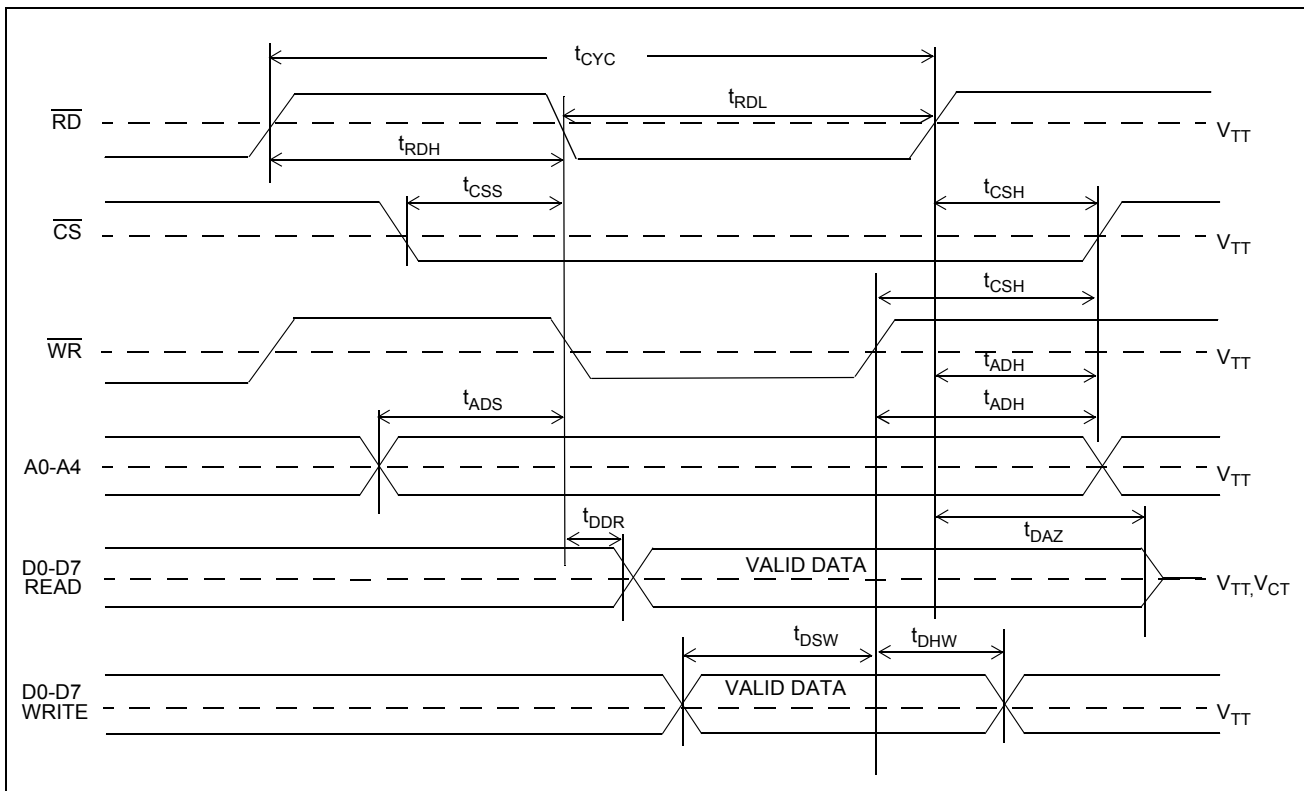 tCYC
tRDL
RD
VTT
tRDH
tCSS
tCSH
CS
VTT
tCSH
WR
VTT
tADH
tADS
tADH
A0-A4
VTT
tDDR
tDAZ
D0-D7
READ
VALID DATA
VTT,VCT
tDSW
tDHW
D0-D7
WRITE
VALID DATA
VTT